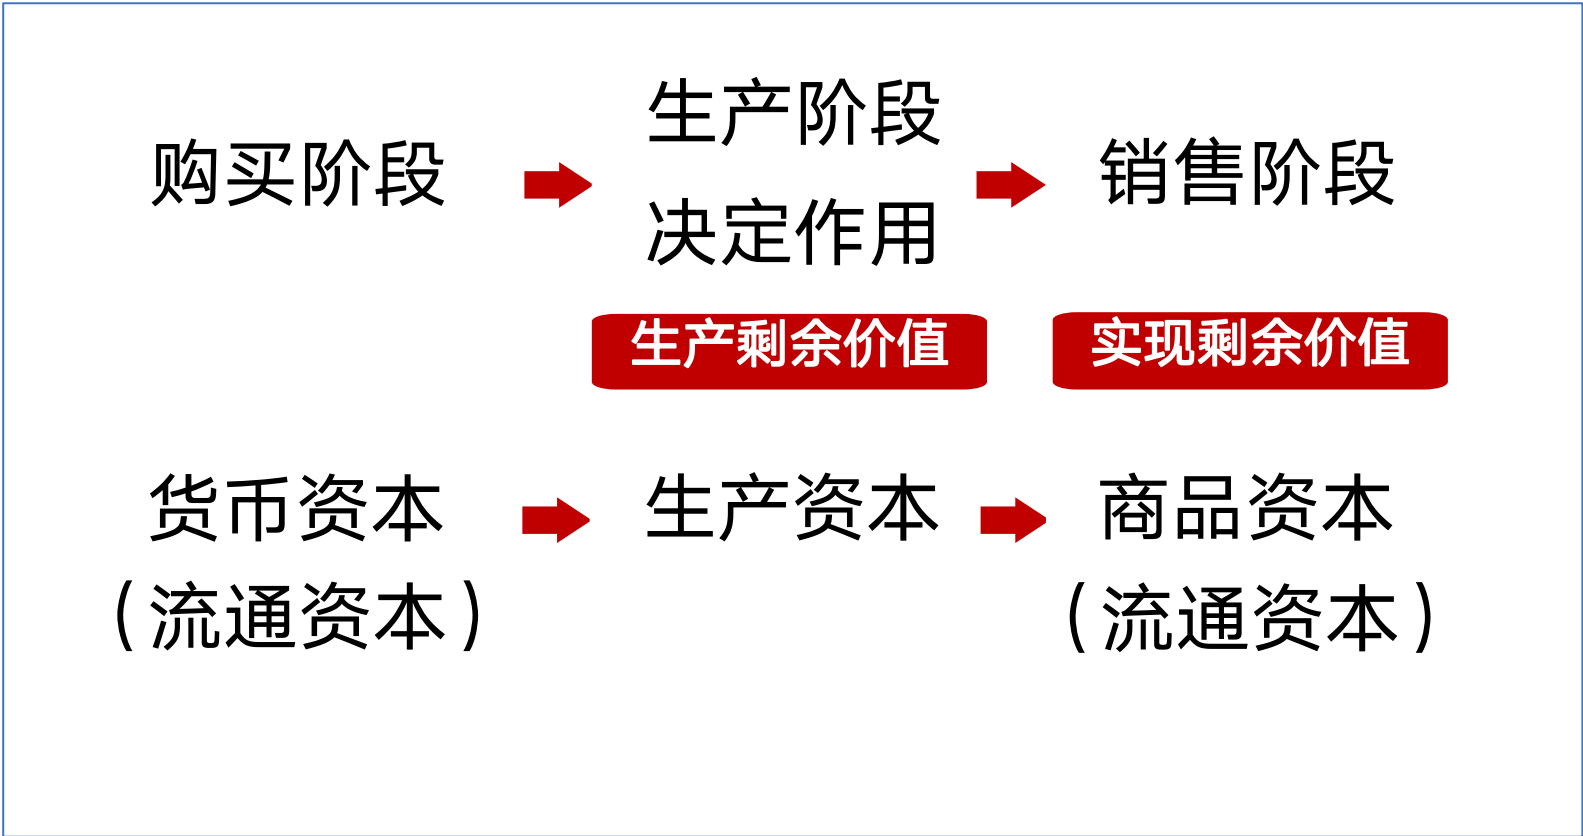 购买阶段
生产阶段
决定作用
销售阶段
生产剩余价值
实现剩余价值
货币资本
(流通资本)
生产资本
商品资本
(流通资本)